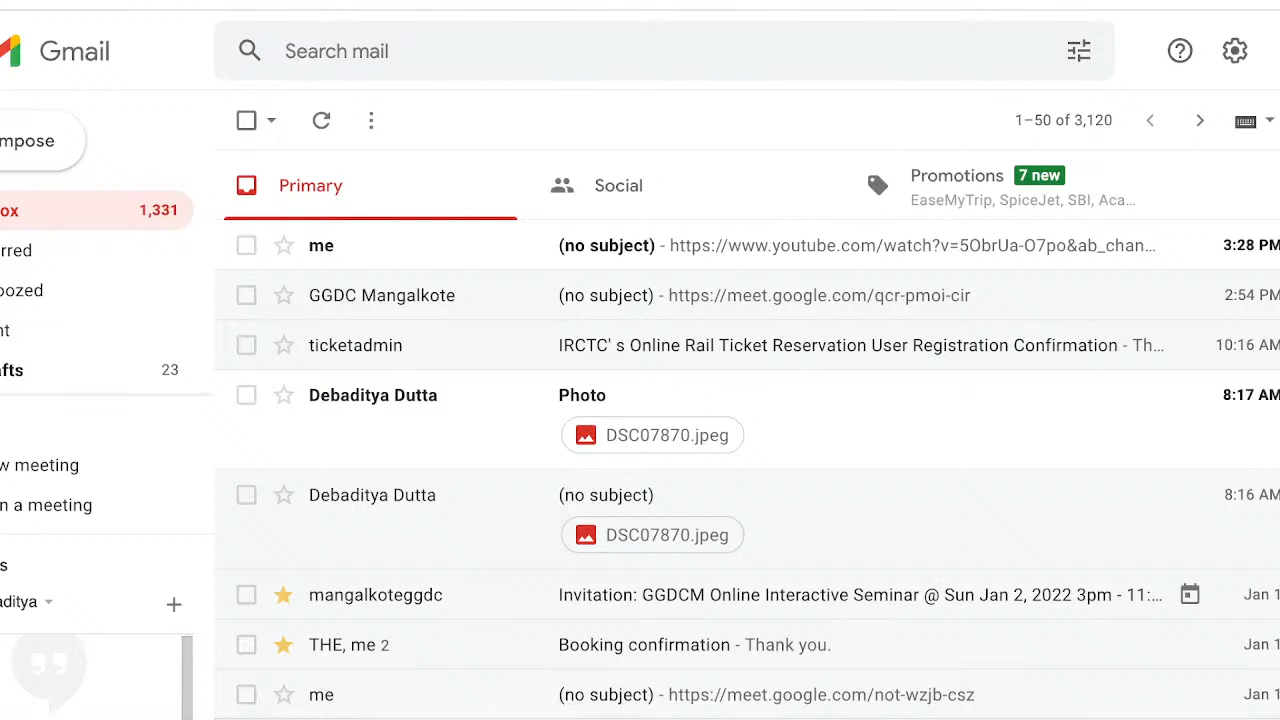 Gmail
Search mail
mpose
1–50 of 3,120
Primary
Social
Promotions 7 new
EaseMyTrip, SpiceJet, SBI, Aca...
ox 1,331
rred
oozed
nt
afts 23
w meeting
n a meeting
s
aditya
me (no subject) - https://www.youtube.com/watch?v=5ObrUa-O7po&ab_chan... 3:28 PM
GGDC Mangalkote (no subject) - https://meet.google.com/qcr-pmoi-cir 2:54 PM
ticketadmin IRCTC' s Online Rail Ticket Reservation User Registration Confirmation - Th... 10:16 AM
Debaditya Dutta Photo 8:17 AM
DSC07870.jpeg
Debaditya Dutta (no subject) 8:16 AM
DSC07870.jpeg
mangalkoteggdc Invitation: GGDCM Online Interactive Seminar @ Sun Jan 2, 2022 3pm - 11:... Jan 1
THE, me 2 Booking confirmation - Thank you. Jan 1
me (no subject) - https://meet.google.com/not-wzjb-csz Jan 1